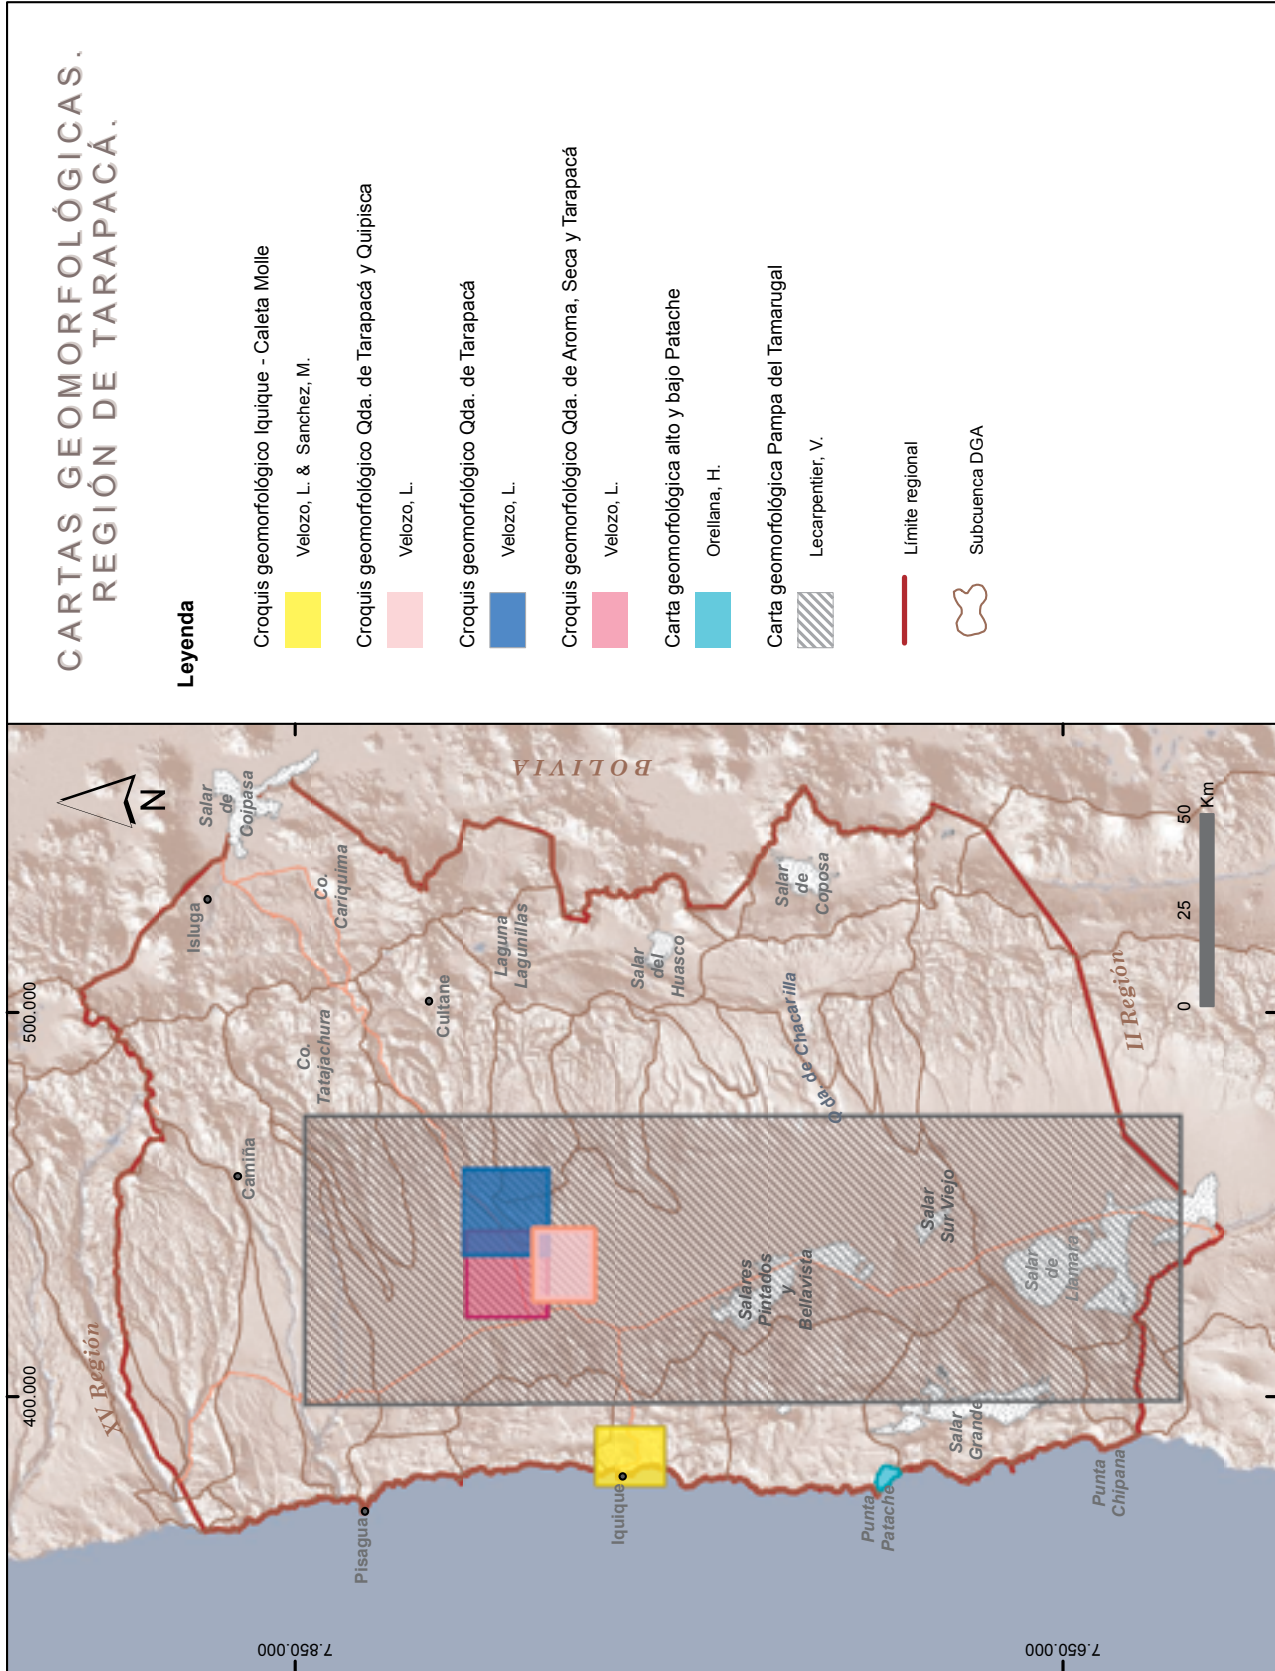 CARTAS GEOMORFOLÓGICAS.
REGIÓN DE TARAPACÁ.
Leyenda
Croquis geomorfológico Iquique - Caleta Molle
Velozo, L. & Sanchez, M.
Croquis geomorfológico Qda. de Tarapacá y Quipisca
Velozo, L.
Croquis geomorfológico Qda. de Tarapacá
Velozo, L.
Croquis geomorfológico Qda. de Aroma, Seca y Tarapacá
Velozo, L.
Carta geomorfológica alto y bajo Patache
Orellana, H.
Carta geomorfológica Pampa del Tamarugal
Lecarpentier, V.
Límite regional
Subcuenca DGA
400.000
500.000
7.850.000
7.650.000
N
XV Región
BOLIVIA
II Región
Salar
de
Coipasa
Isluga
Co.
Cariquima
Camiña
Co.
Tatajachura
Cultane
Laguna
Lagunillas
Salar
del
Huasco
Salar
de
Coposa
Qda. de Chacarilla
Pisagua
Iquique
Salares
Pintados
y
Bellavista
Salar
Sur Viejo
Salar
de
Llamara
Salar
Grande
Punta
Patache
Punta
Chipana
0
25
50
Km